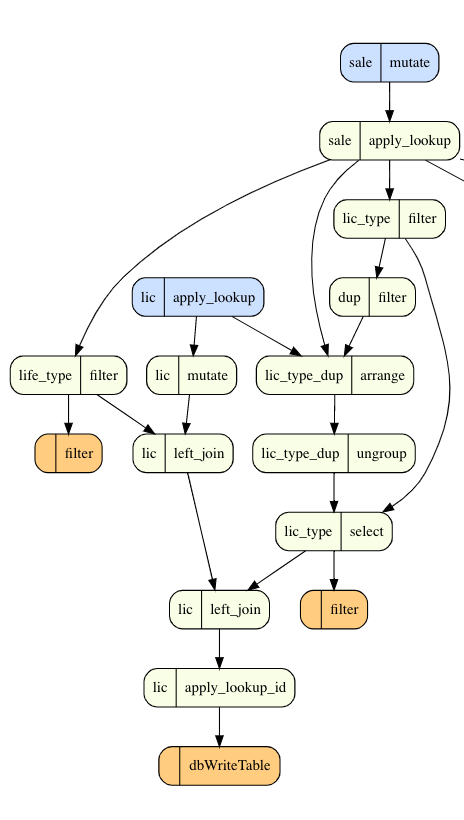 sale mutate
sale apply_lookup
lic_type filter
lic apply_lookup
dup filter
life_type filter
lic mutate
lic_type_dup arrange
filter
lic left_join
lic_type_dup ungroup
lic_type select
lic left_join
filter
lic apply_lookup_id
dbWriteTable